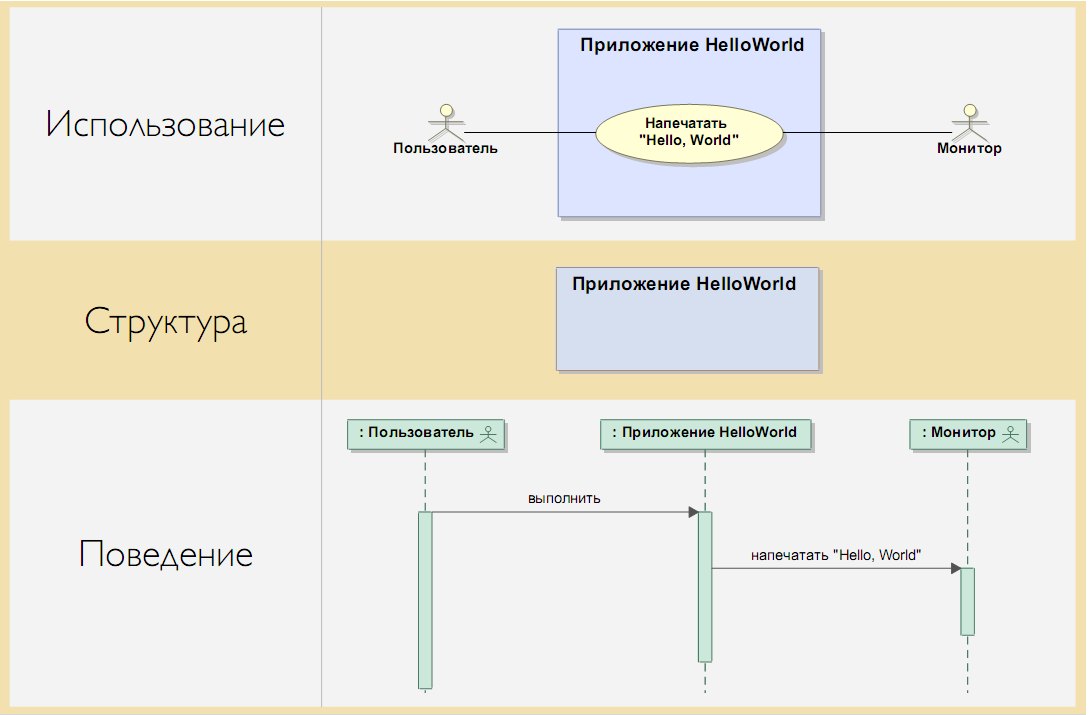 Использование
Приложение HelloWorld
Напечатать
"Hello, World"
Пользователь
Монитор
Структура
Приложение HelloWorld
Поведение
: Пользователь
: Приложение HelloWorld
: Монитор
выполнить
напечатать "Hello, World"